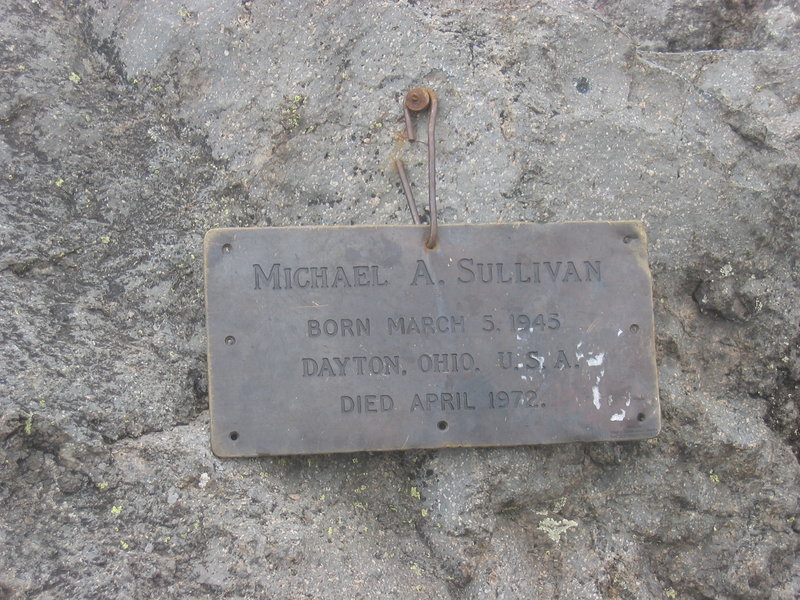 MICHAEL A. SULLIVAN
BORN MARCH 5, 1945
DAYTON, OHIO, U.S.A.
DIED APRIL 1972.